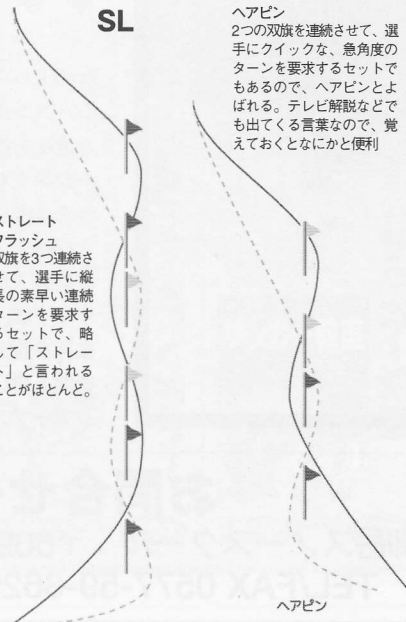 SL
ヘアピン
2つの双旗を連続させて、選
手にクイックな、急角度の
ターンを要求するセットで
もあるので、ヘアピンとよ
ばれる。テレビ解説などで
も出てくる言葉なので、覚
えておくとなにかと便利
ストレート
フラッシュ
双旗を3つ連続さ
せて、選手に縦
長の素早い連続
ターンを要求す
るセットで、略
して「ストレー
ト」と言われる
ことがほとんど。
ヘアピン